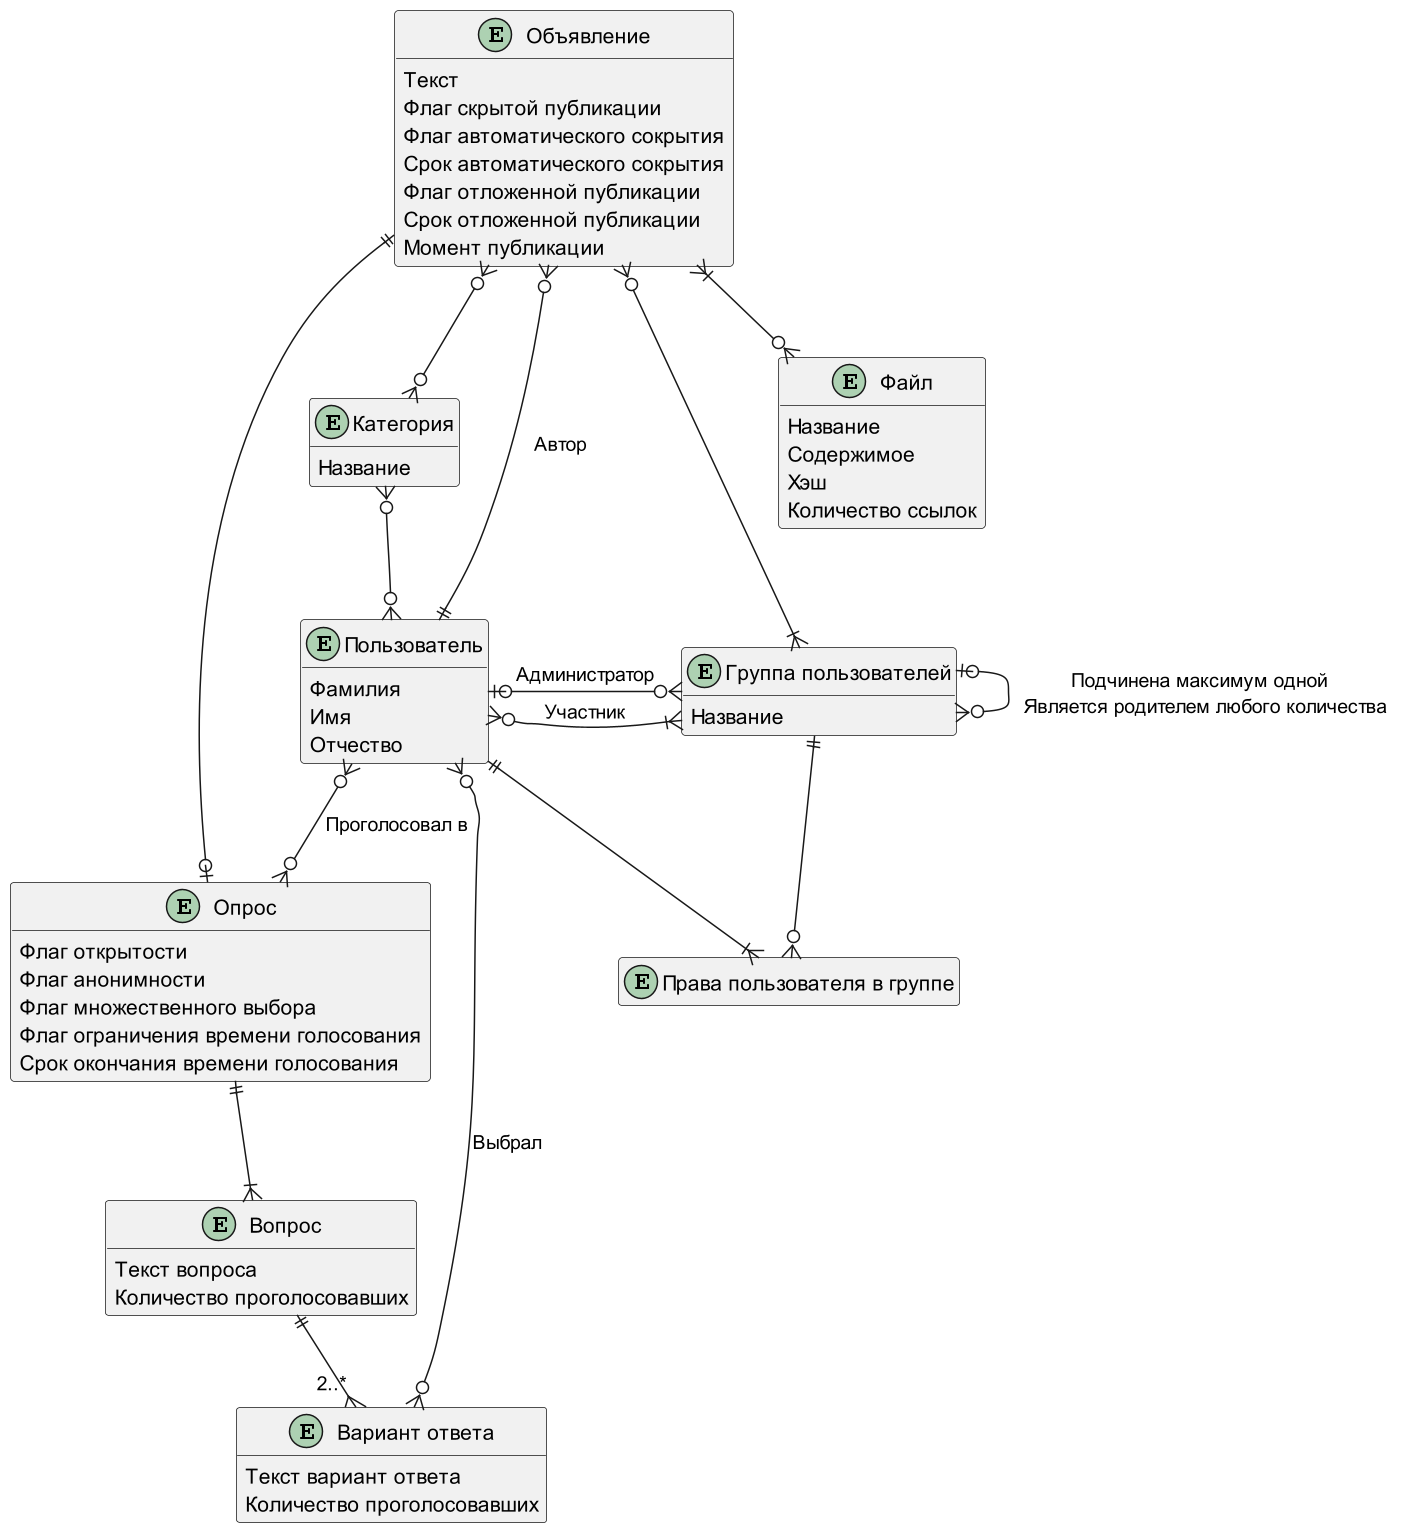 E Объявление
Текст
Флаг скрытой публикации
Флаг автоматического сокрытия
Срок автоматического сокрытия
Флаг отложенной публикации
Срок отложенной публикации
Момент публикации
E Файл
Название
Содержимое
Хэш
Количество ссылок
E Категория
Название
Автор
E Пользователь
Фамилия
Имя
Отчество
Администратор
Участник
E Группа пользователей
Название
Подчинена максимум одной
Является родителем любого количества
Проголосовал в
E Опрос
Флаг открытости
Флаг анонимности
Флаг множественного выбора
Флаг ограничения времени голосования
Срок окончания времени голосования
E Права пользователя в группе
Выбрал
E Вопрос
Текст вопроса
Количество проголосовавших
2..*
E Вариант ответа
Текст вариант ответа
Количество проголосовавших